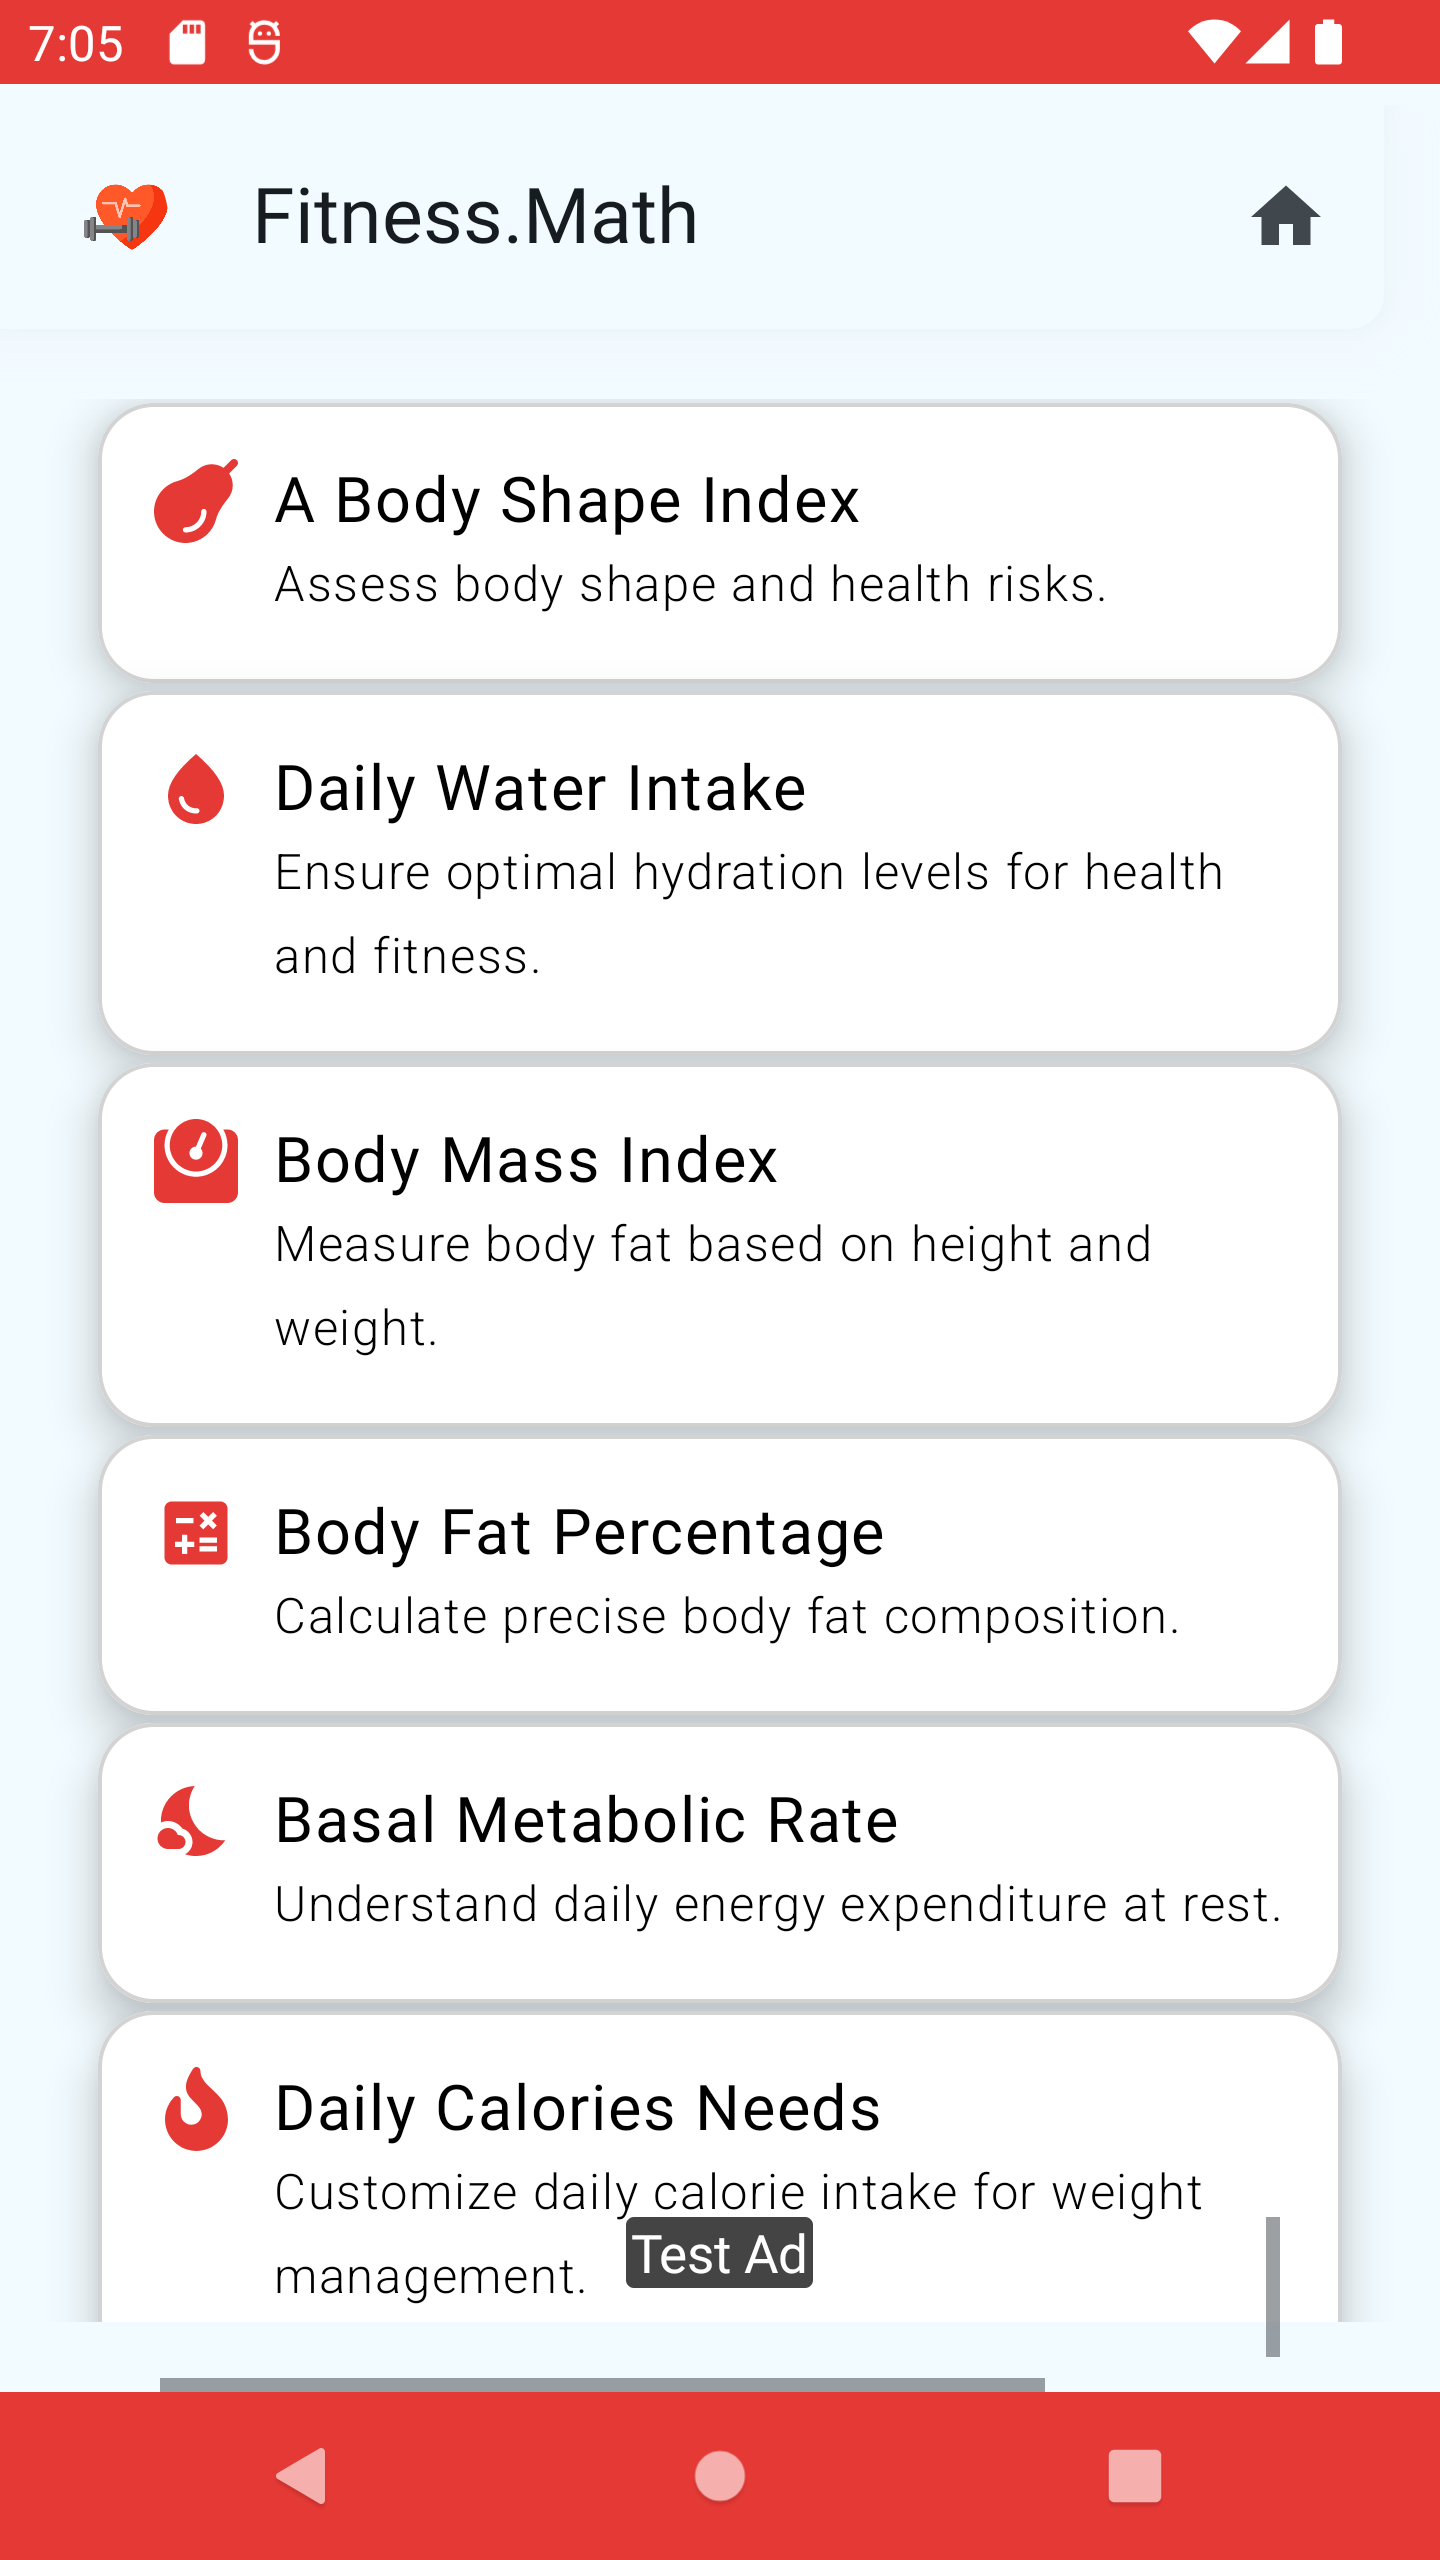 7:05
Fitness.Math
A Body Shape Index
Assess body shape and health risks.
Daily Water Intake
Ensure optimal hydration levels for health
and fitness.
Body Mass Index
Measure body fat based on height and
weight.
Body Fat Percentage
Calculate precise body fat composition.
Basal Metabolic Rate
Understand daily energy expenditure at rest.
Daily Calories Needs
Customize daily calorie intake for weight
management.
Test Ad